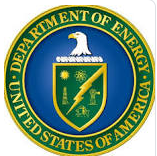 DEPARTMENT OF ENERGY
UNITED STATES OF AMERICA